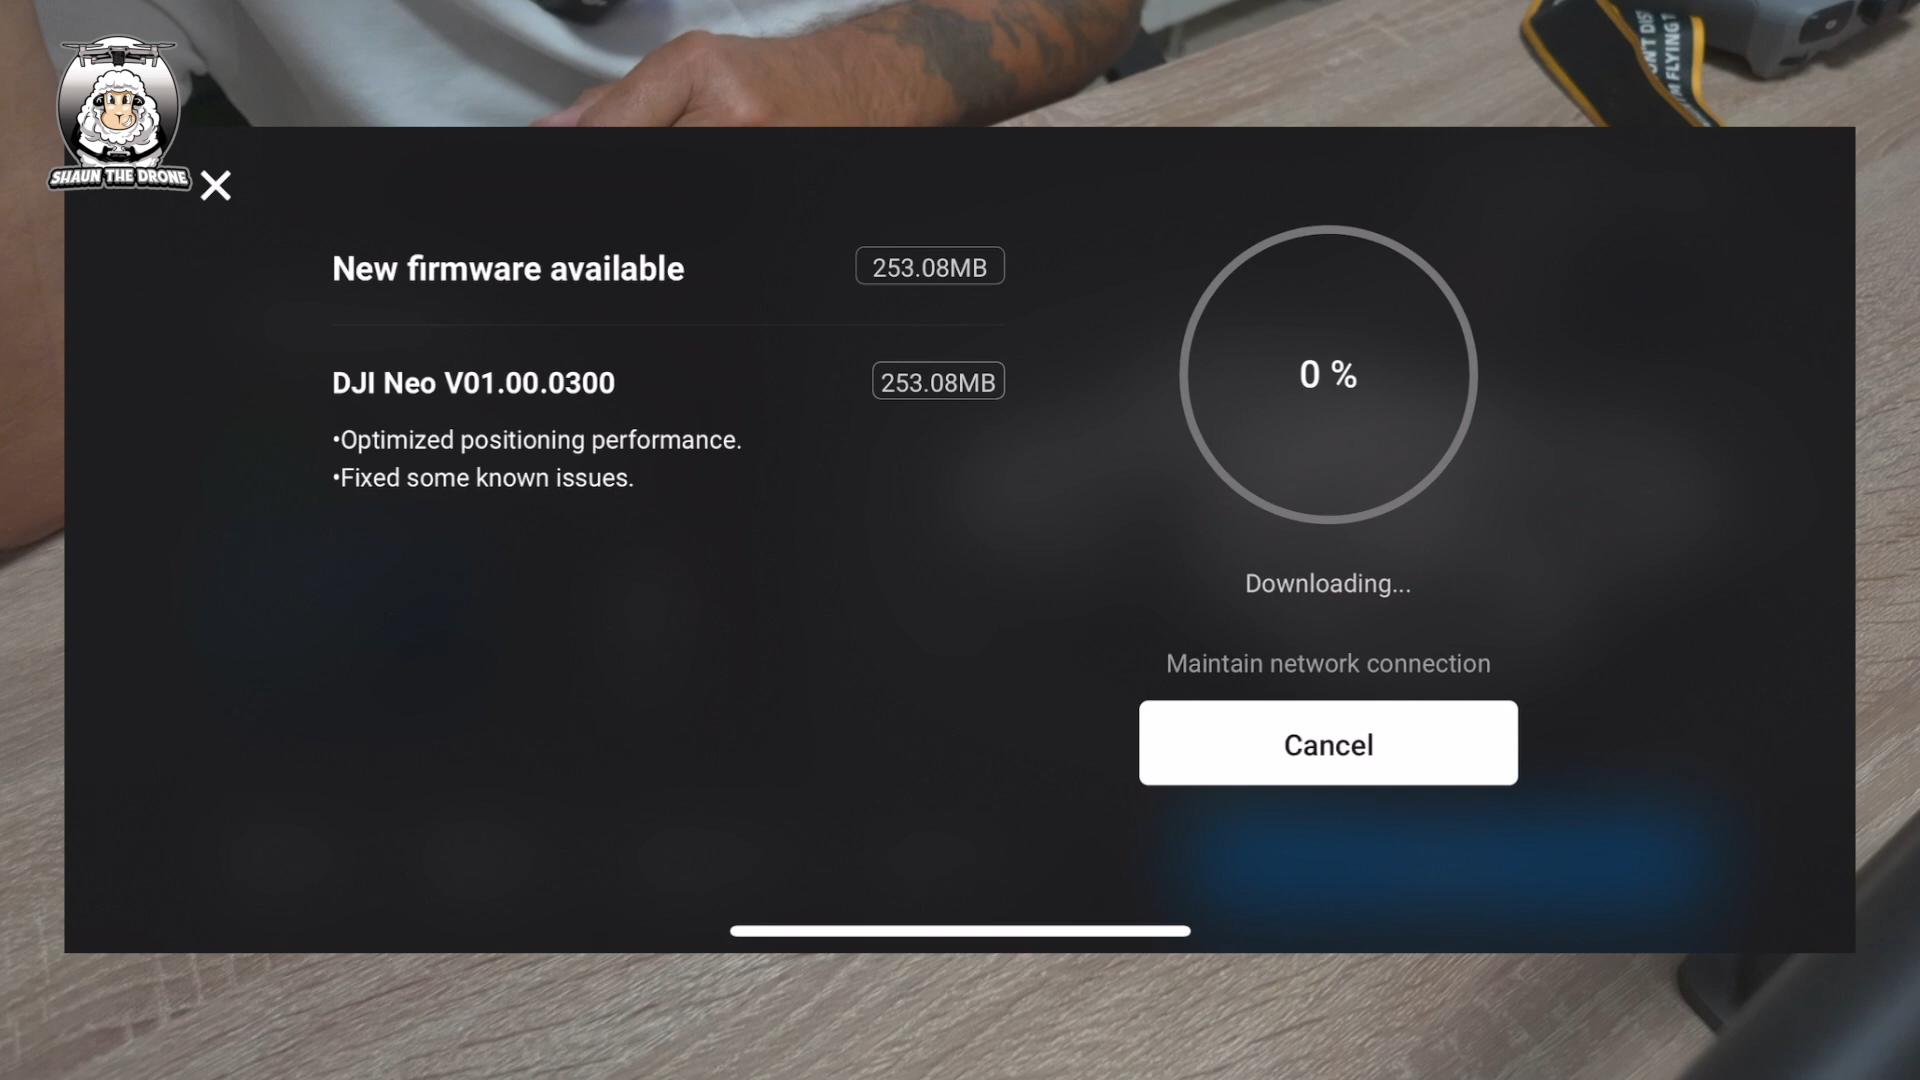 SHAUN THE DRONE
New firmware available
253.08MB
DJI Neo V01.00.0300
253.08MB
•Optimized positioning performance.
•Fixed some known issues.
0 %
Downloading...
Maintain network connection
Cancel
I'M FLYING